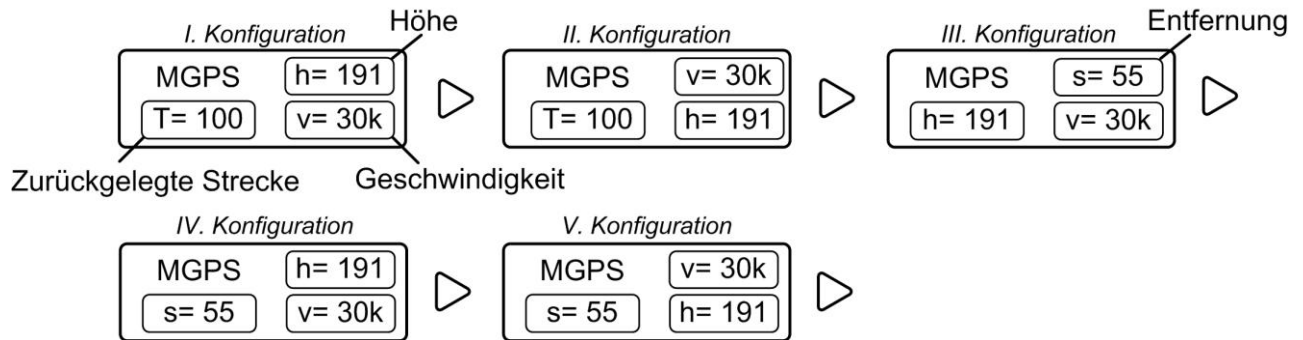 I. Konfiguration
Höhe
MGPS
h= 191
T= 100
v= 30k
Zurückgelegte Strecke
Geschwindigkeit
II. Konfiguration
MGPS
v= 30k
T= 100
h= 191
III. Konfiguration
Entfernung
MGPS
s= 55
h= 191
v= 30k
IV. Konfiguration
MGPS
h= 191
s= 55
v= 30k
V. Konfiguration
MGPS
v= 30k
s= 55
h= 191